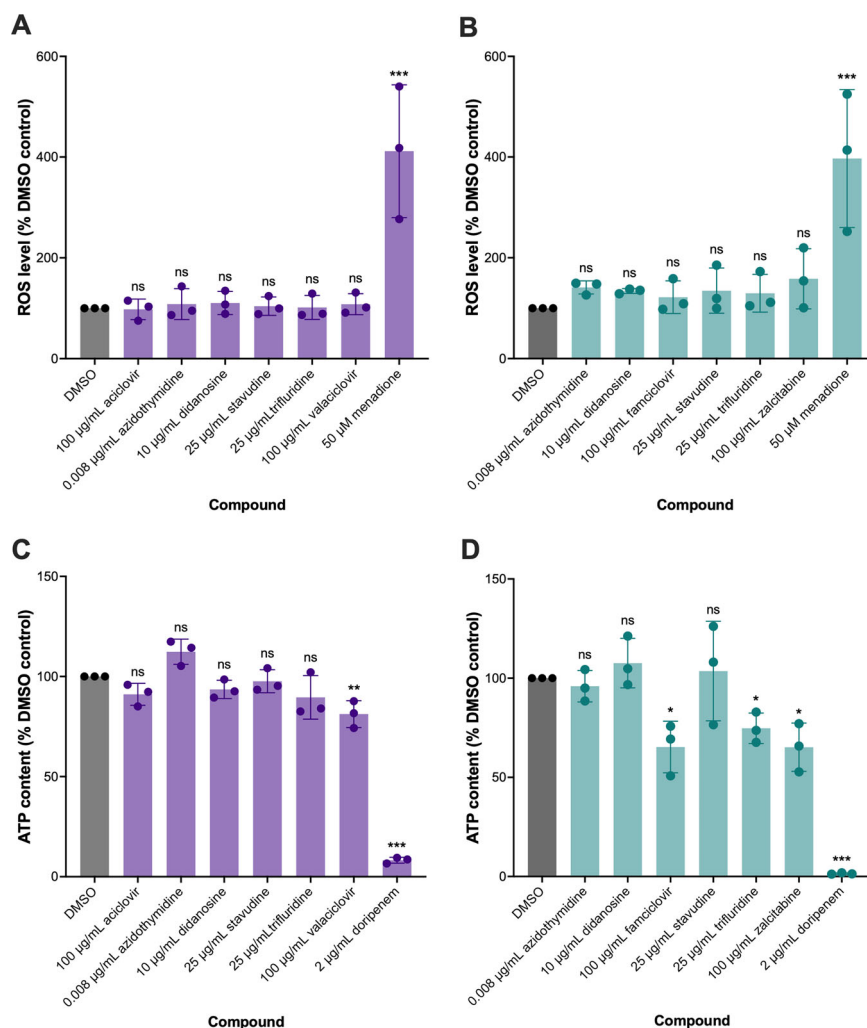 A
ROS level (% DMSO control)
600
400
200
0
ns
ns
ns
ns
ns
ns
***
DMSO
100 µg/mL aciclovir
0.008 µg/mL azidothymidine
10 µg/mL didanosine
25 µg/mL stavudine
25 µg/mL trifluridine
100 µg/mL valaciclovir
50 µM menadione
Compound
B
ROS level (% DMSO control)
600
400
200
0
ns
ns
ns
ns
ns
ns
***
DMSO
0.008 µg/mL azidothymidine
10 µg/mL didanosine
100 µg/mL famciclovir
25 µg/mL stavudine
25 µg/mL trifluridine
100 µg/mL zalcitabine
50 µM menadione
Compound
C
ATP content (% DMSO control)
150
100
50
0
ns
ns
ns
ns
ns
**
***
DMSO
100 µg/mL aciclovir
0.008 µg/mL azidothymidine
10 µg/mL didanosine
25 µg/mL stavudine
25 µg/mL trifluridine
100 µg/mL valaciclovir
2 µg/mL doripenem
Compound
D
ATP content (% DMSO control)
150
100
50
0
ns
ns
*
ns
*
*
***
DMSO
0.008 µg/mL azidothymidine
10 µg/mL didanosine
100 µg/mL famciclovir
25 µg/mL stavudine
25 µg/mL trifluridine
100 µg/mL zalcitabine
2 µg/mL doripenem
Compound